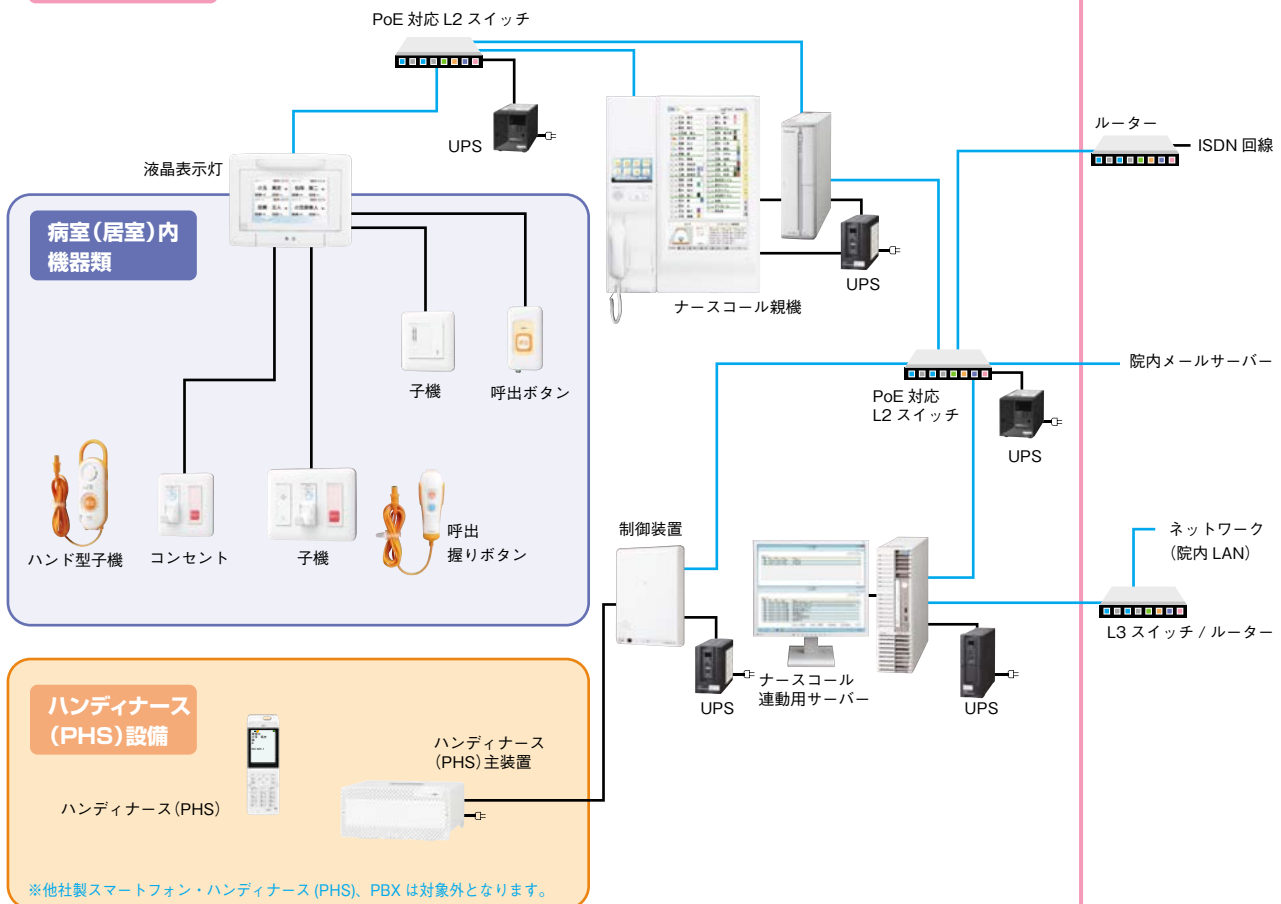 PoE 対応 L2 スイッチ
UPS
液晶表示灯
病室(居室)内
機器類
子機
呼出ボタン
ハンド型子機
コンセント
子機
呼出
握りボタン
ナースコール親機
UPS
ルーター
ISDN 回線
院内メールサーバー
PoE 対応
L2 スイッチ
UPS
制御装置
UPS
ナースコール
連動用サーバー
UPS
ネットワーク
(院内 LAN)
L3 スイッチ / ルーター
ハンディナース
(PHS)設備
ハンディナース(PHS)
ハンディナース
(PHS)主装置
※他社製スマートフォン・ハンディナース(PHS)、PBX は対象外となります。